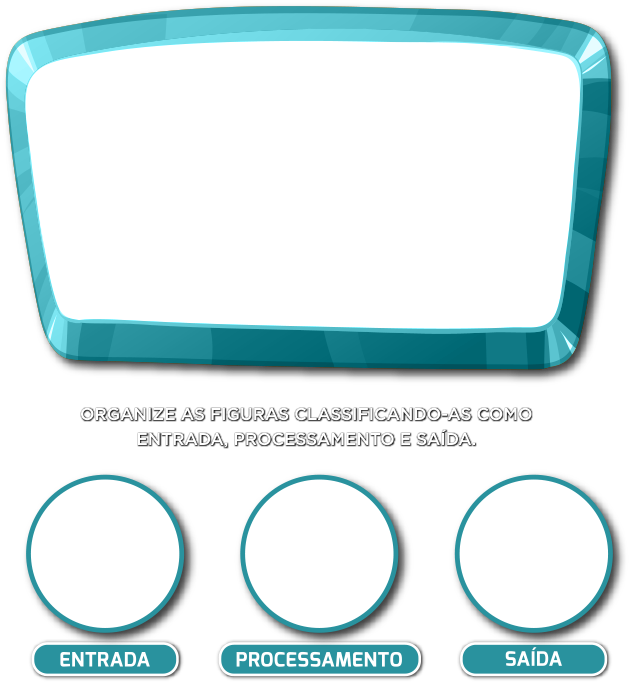 ORGANIZE AS FIGURAS CLASSIFICANDO-AS COMO
ENTRADA, PROCESSAMENTO E SAÍDA.
ENTRADA
PROCESSAMENTO
SAÍDA